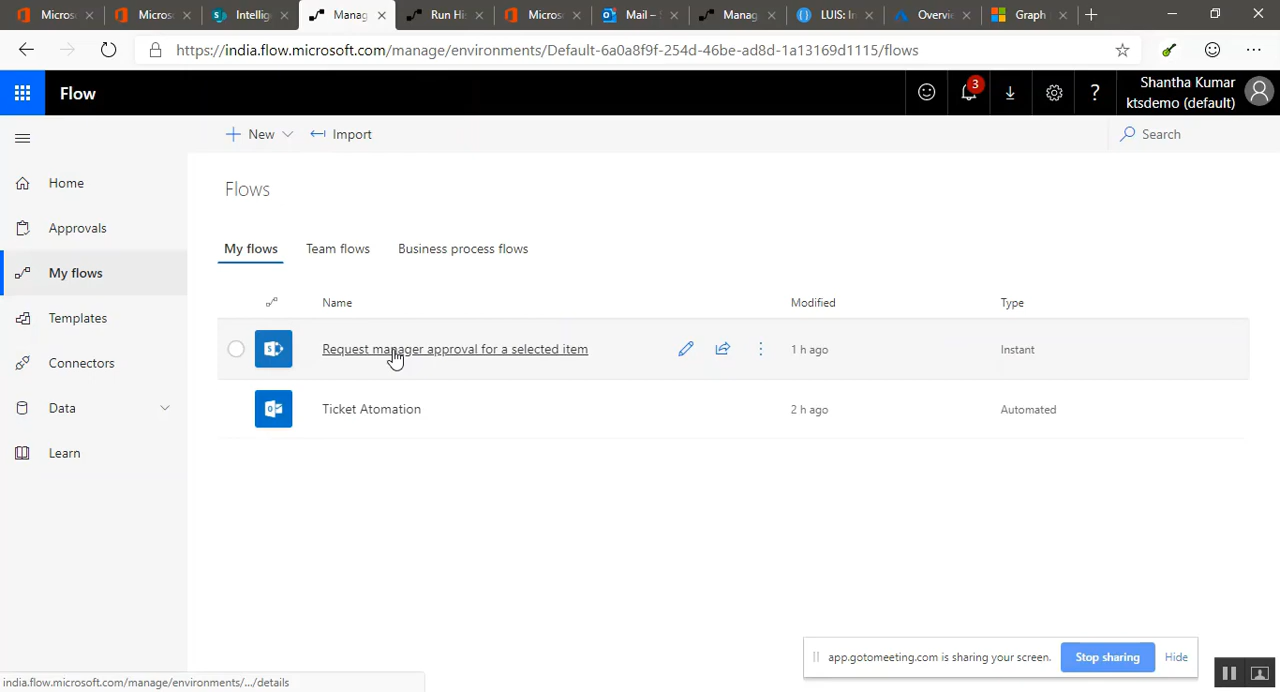 Micros
Micros
Intellig
Manag
Run His
Micros
Mail – S
Manag
LUIS: In
Overvie
Graph
https://india.flow.microsoft.com/manage/environments/Default-6a0a8f9f-254d-46be-ad8d-1a13169d1115/flows
Flow
3
?
Shantha Kumar
ktsdemo (default)
New
Import
Search
Home
Approvals
My flows
Templates
Connectors
Data
Learn
Flows
My flows
Team flows
Business process flows
Name
Modified
Type
Request manager approval for a selected item
1 h ago
Instant
Ticket Atomation
2 h ago
Automated
app.gotomeeting.com is sharing your screen.
Stop sharing
Hide
india.flow.microsoft.com/manage/environments/.../details